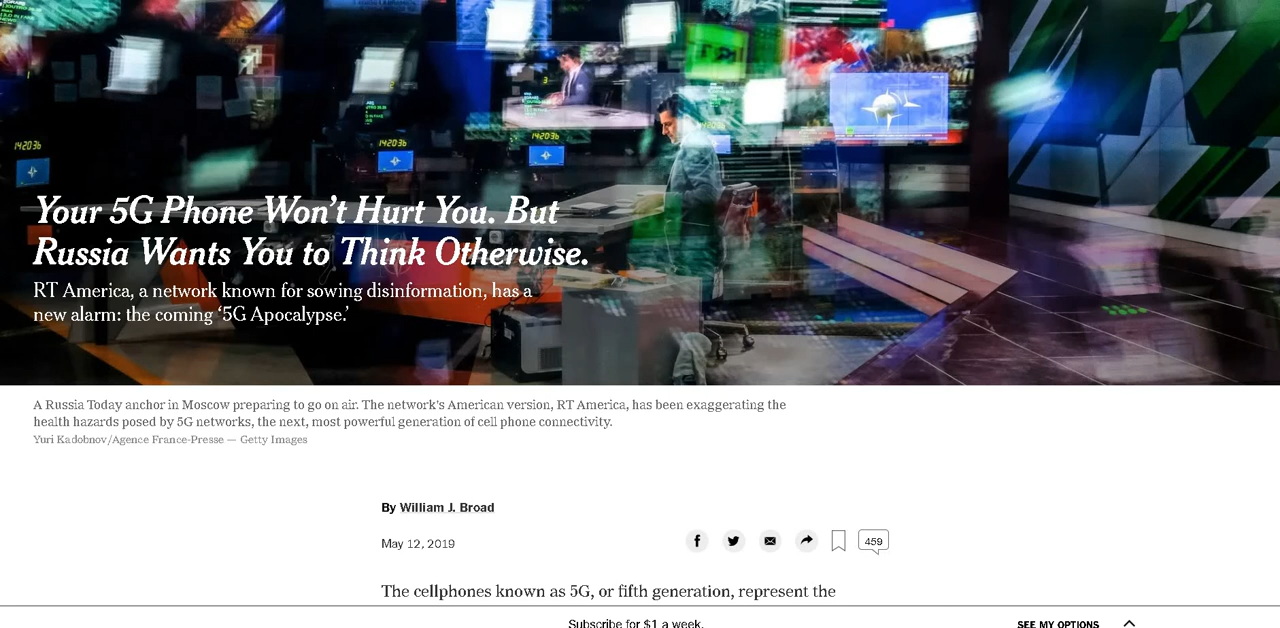 142036
142036
142036
Your 5G Phone Won't Hurt You. But
Russia Wants You to Think Otherwise.
RT America, a network known for sowing disinformation, has a
new alarm: the coming '5G Apocalypse.'
A Russia Today anchor in Moscow preparing to go on air. The network's American version, RT America, has been exaggerating the
health hazards posed by 5G networks, the next, most powerful generation of cell phone connectivity.
Yuri Kadobnov/Agence France-Presse — Getty Images
By William J. Broad
May 12, 2019
459
The cellphones known as 5G, or fifth generation, represent the
Subscribe for $1 a week.
SEE MY OPTIONS